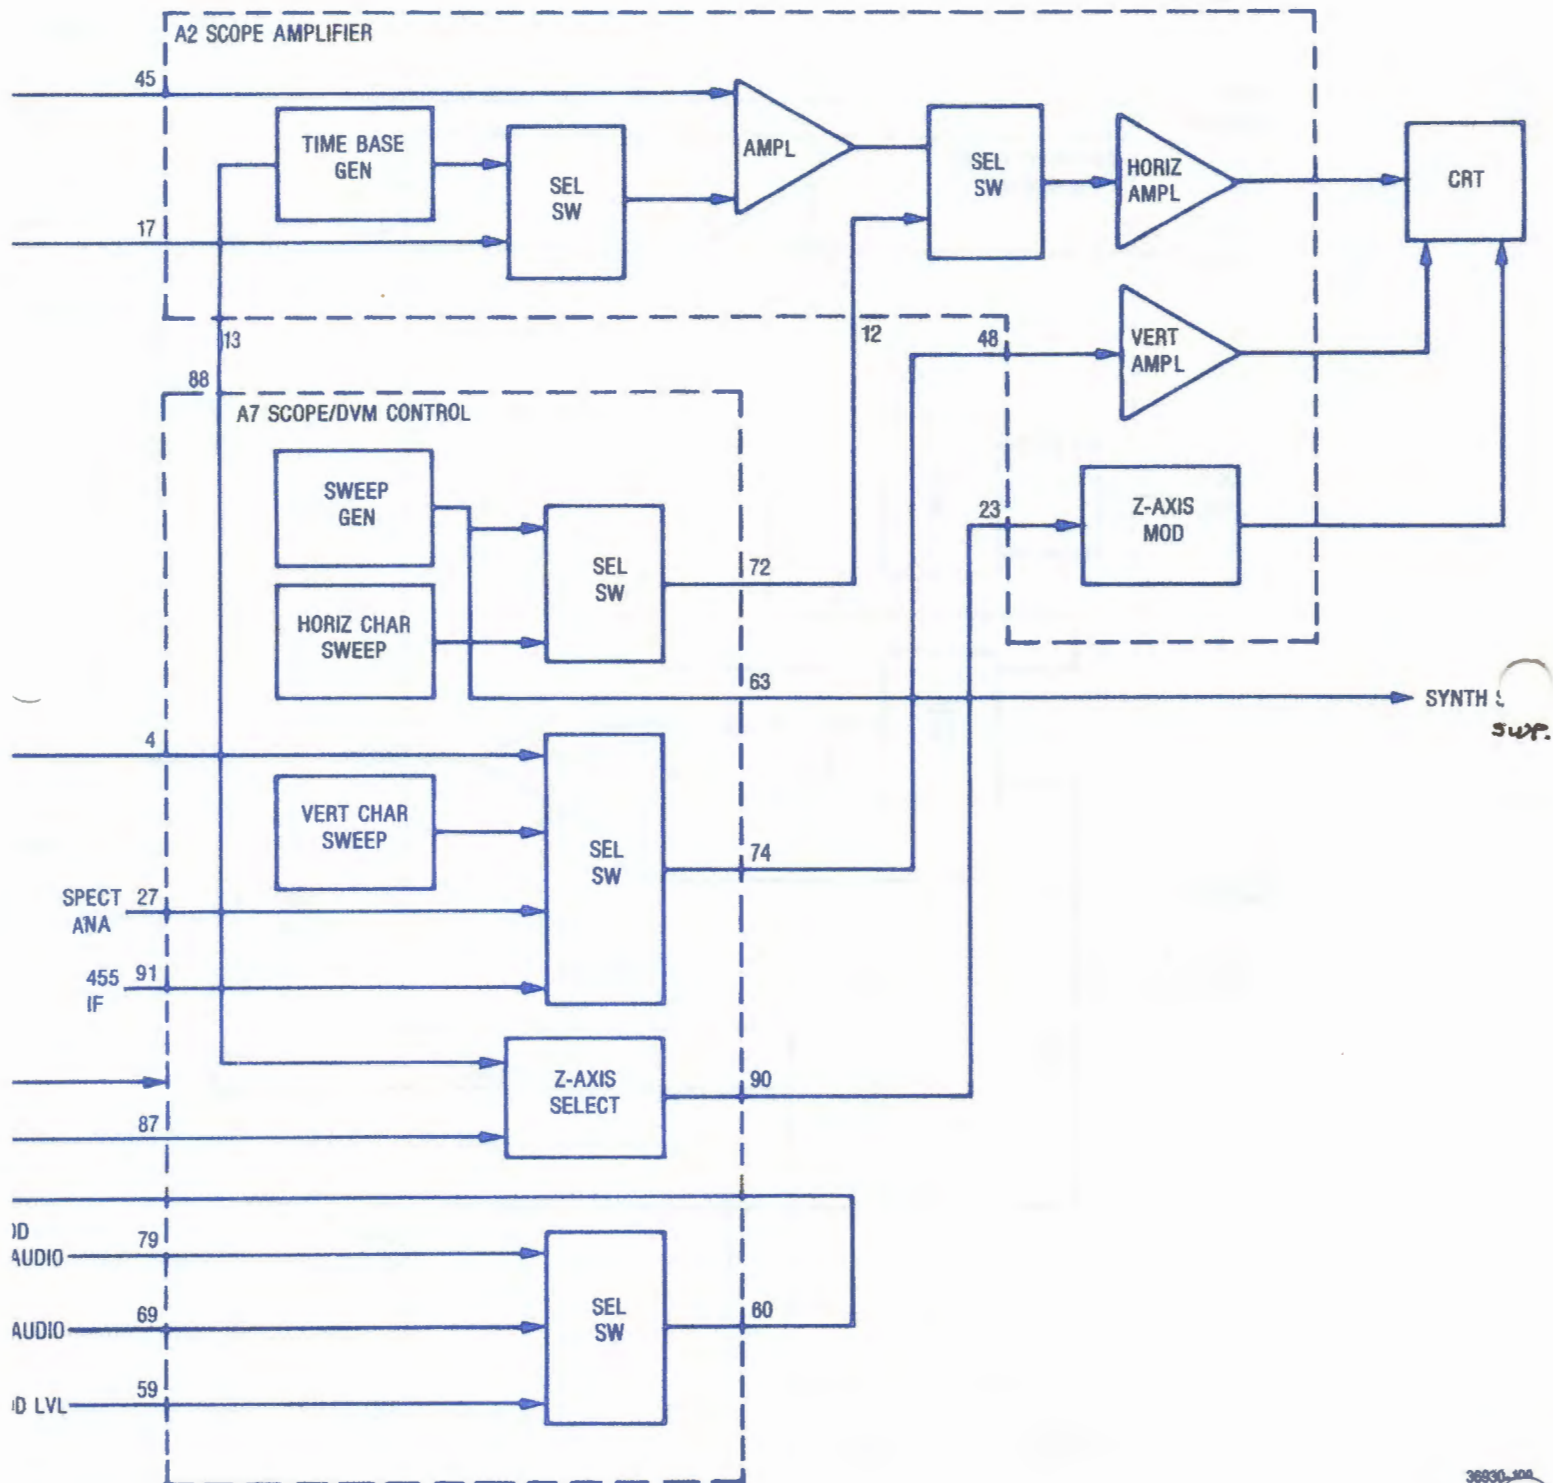 A2 SCOPE AMPLIFIER
45
TIME BASE
GEN
SEL
SW
AMPL
SEL
SW
HORIZ
AMPL
CRT
17
13
12
48
VERT
AMPL
88
A7 SCOPE/DVM CONTROL
SWEEP
GEN
SEL
SW
72
23
Z-AXIS
MOD
HORIZ CHAR
SWEEP
63
SYNTH
SWP.
4
VERT CHAR
SWEEP
SEL
SW
74
SPECT
ANA
27
455
IF
91
Z-AXIS
SELECT
90
87
AUDIO
79
AUDIO
69
SEL
SW
60
LVL
59